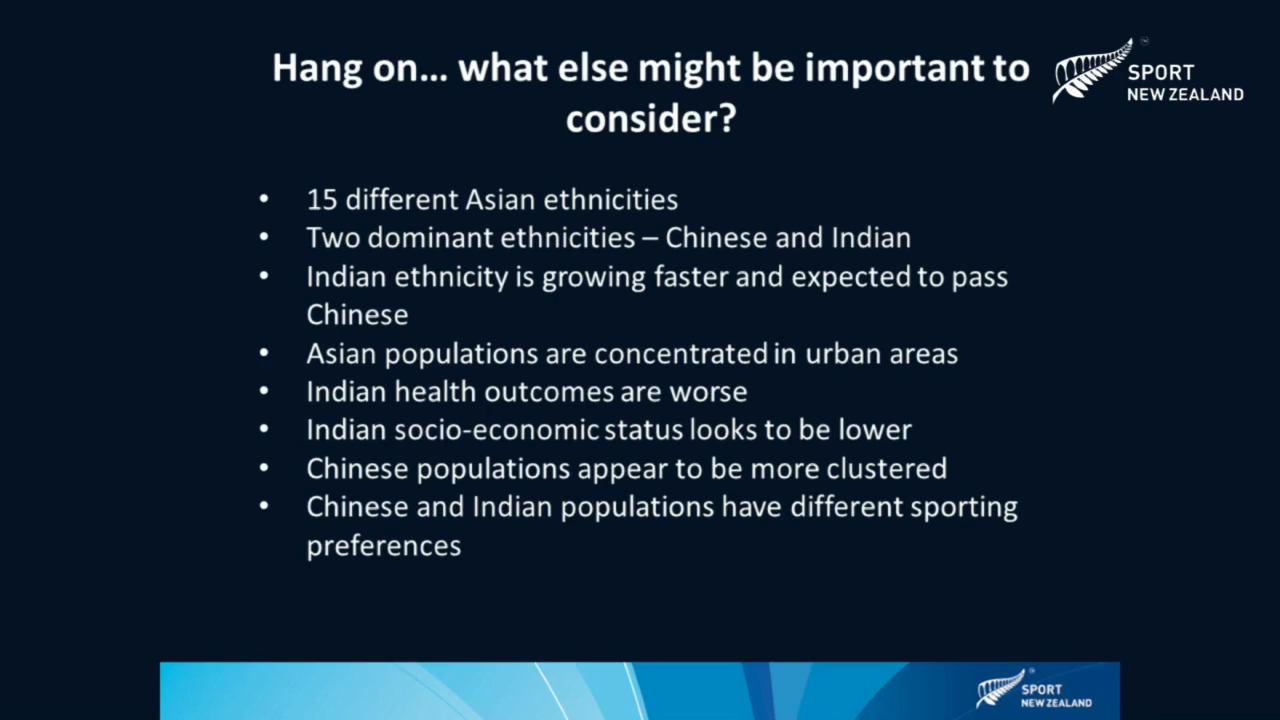 Hang on... what else might be important to
consider?
SPORT
NEW ZEALAND
• 15 different Asian ethnicities
• Two dominant ethnicities – Chinese and Indian
• Indian ethnicity is growing faster and expected to pass
Chinese
• Asian populations are concentrated in urban areas
• Indian health outcomes are worse
• Indian socio-economic status looks to be lower
• Chinese populations appear to be more clustered
• Chinese and Indian populations have different sporting
preferences
SPORT
NEW ZEALAND